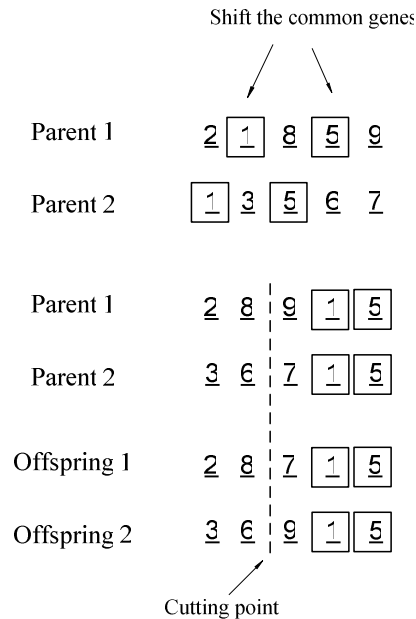 Shift the common genes
Parent 1 2 1 8 5 9
Parent 2 1 3 5 6 7
Parent 1 2 8 9 1 5
Parent 2 3 6 7 1 5
Offspring 1 2 8 7 1 5
Offspring 2 3 6 9 1 5
Cutting point